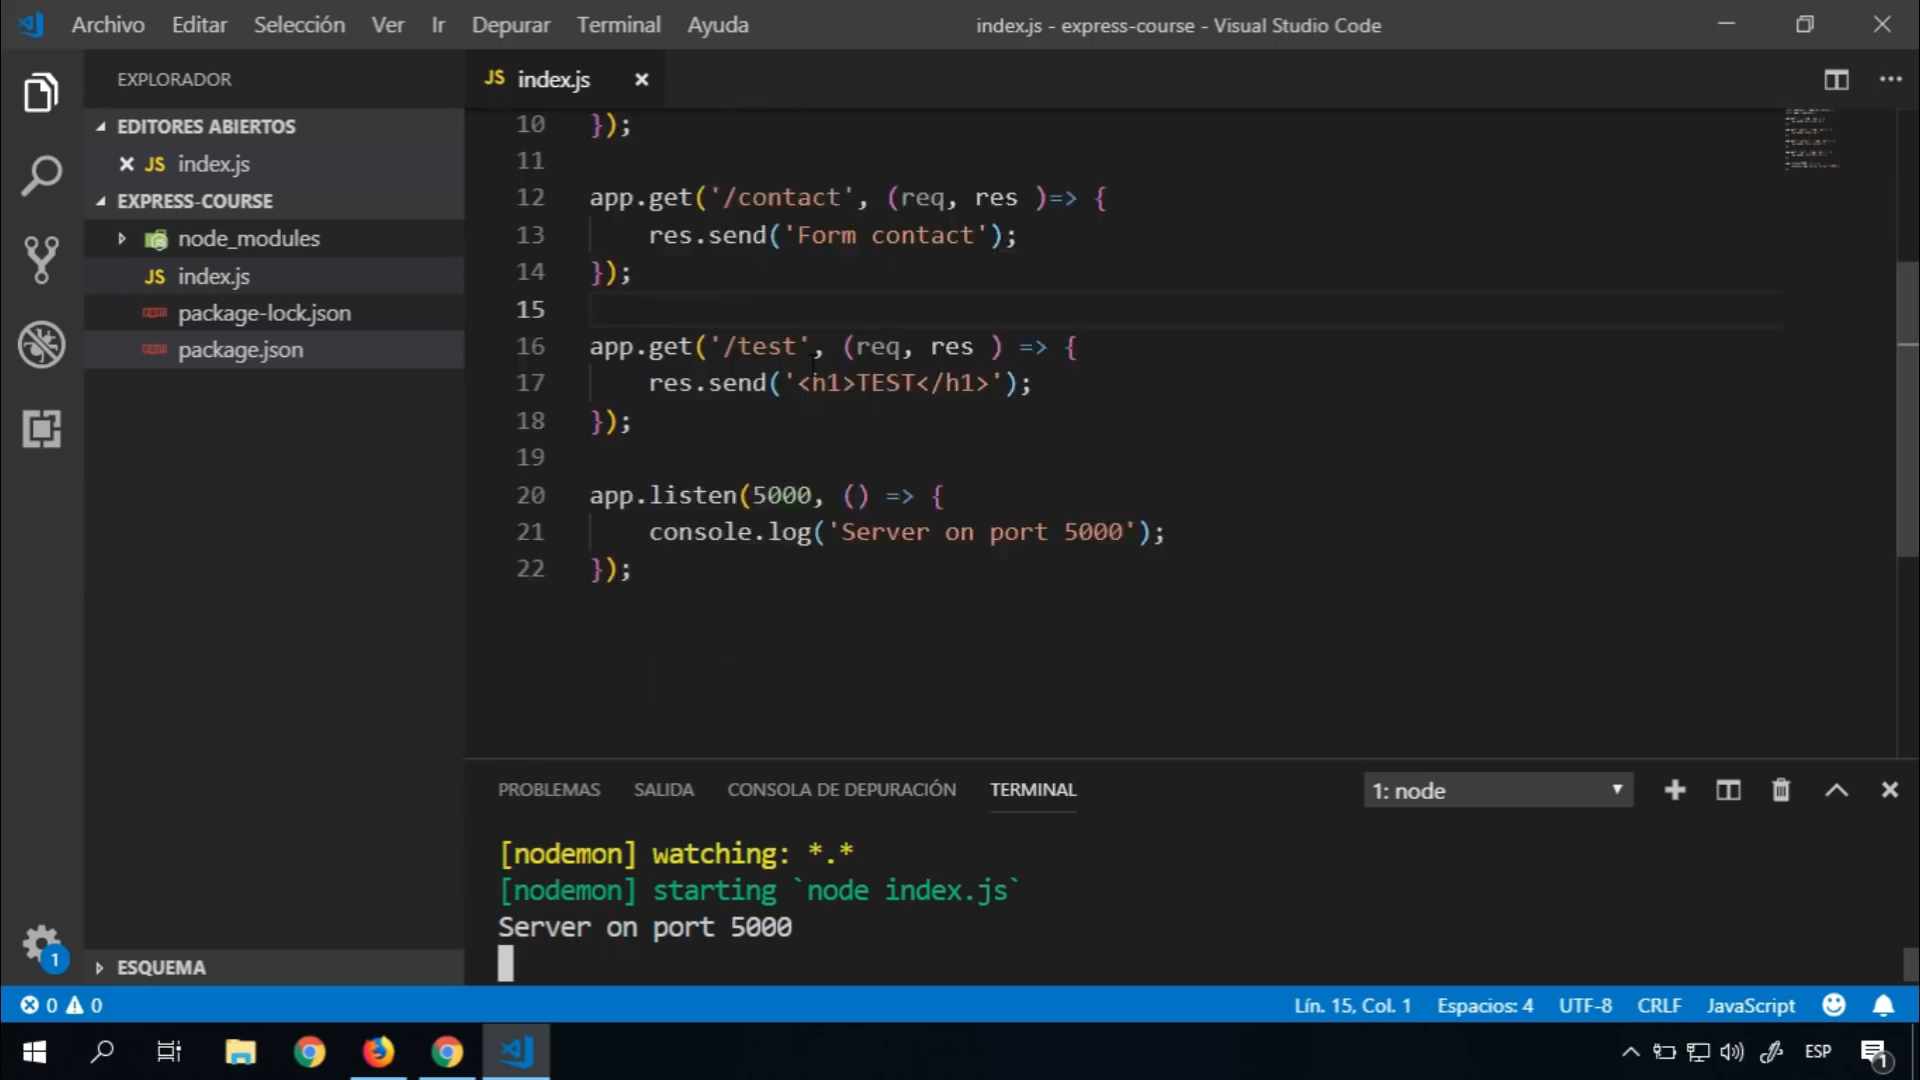 Archivo Editar Selección Ver Ir Depurar Terminal Ayuda index.js - express-course - Visual Studio Code
EXPLORADOR
EDITORES ABIERTOS
JS index.js
EXPRESS-COURSE
node_modules
JS index.js
package-lock.json
package.json
ESQUEMA
JS index.js
10 });
11
12 app.get('/contact', (req, res )=> {
13     res.send('Form contact');
14 });
15
16 app.get('/test', (req, res ) => {
17     res.send('<h1>TEST</h1>');
18 });
19
20 app.listen(5000, () => {
21     console.log('Server on port 5000');
22 });
PROBLEMAS SALIDA CONSOLA DE DEPURACIÓN TERMINAL 1: node
[nodemon] watching: *.*
[nodemon] starting `node index.js`
Server on port 5000
1
0 0 Lín. 15, Col. 1 Espacios: 4 UTF-8 CRLF JavaScript
ESP 1